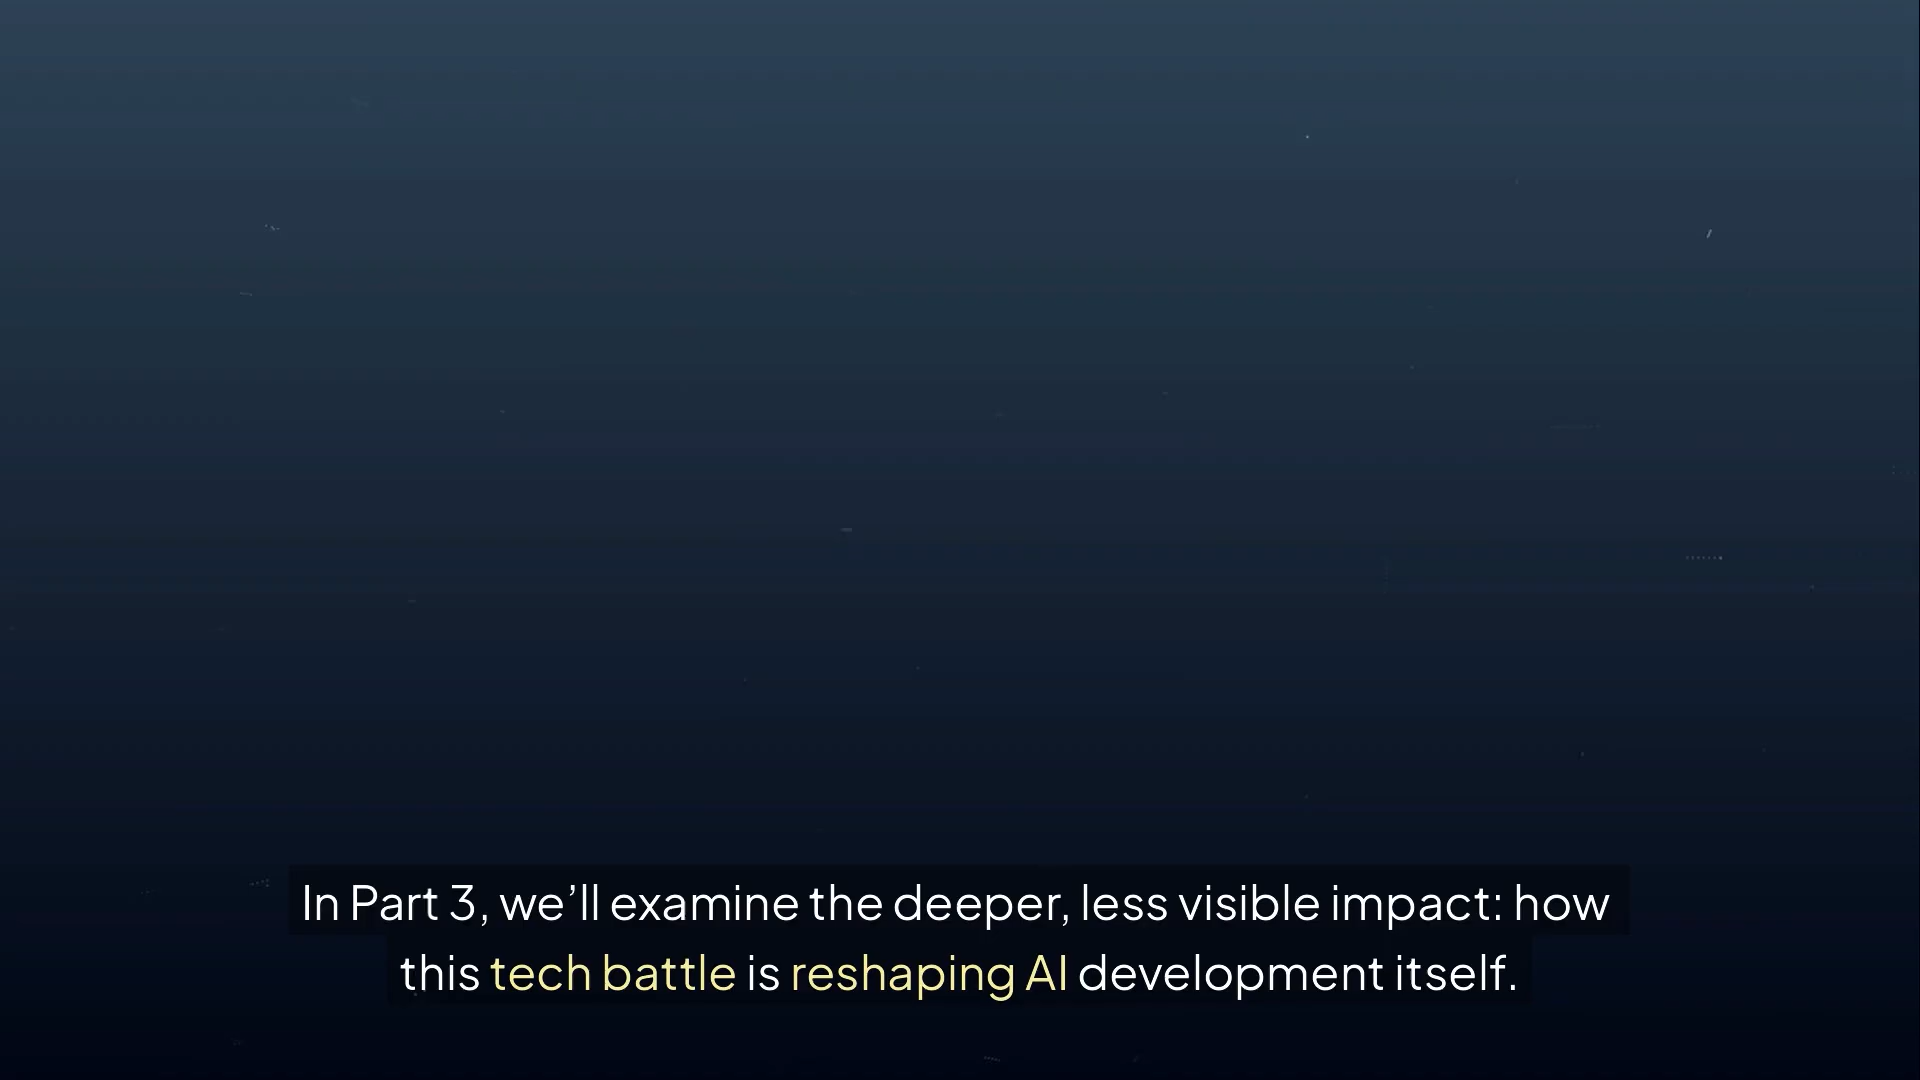 In Part 3, we’ll examine the deeper, less visible impact: how
this tech battle is reshaping AI development itself.